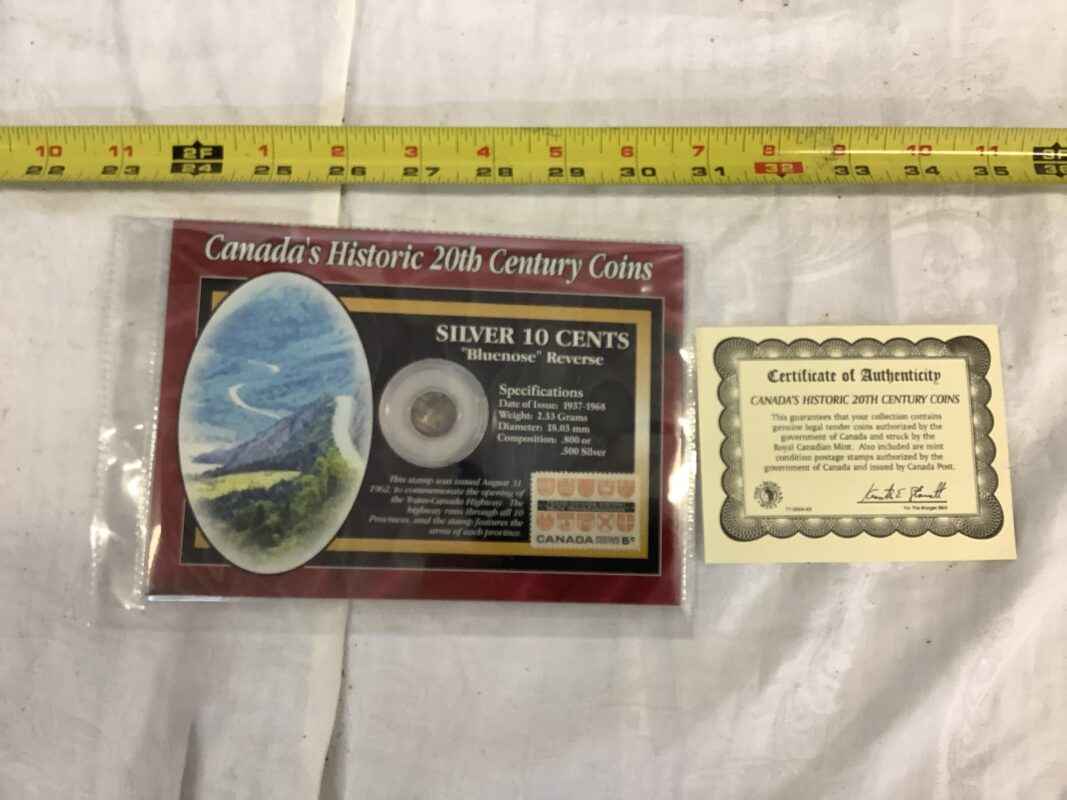 10 11 2F 1 2 3 4 5 6 7 8 9 10 11 3F
22 23 24 25 26 27 28 29 30 31 32 33 34 35 36
Canada's Historic 20th Century Coins
SILVER 10 CENTS
"Bluenose" Reverse
Specifications
Date of Issue: 1937-1968
Weight: 2.33 Grams
Diameter: 18.03 mm
Composition: .800 or
.500 Silver
This stamp was issued August 31
1962, to commemorate the opening of
the Trans-Canada Highway. The
highway runs through all 10
Provinces, and the stamp features the
arms of each province.
CANADA 5¢
Certificate of Authenticity
CANADA'S HISTORIC 20TH CENTURY COINS
This guarantees that your collection contains
genuine legal tender coins authorized by the
government of Canada and struck by the
Royal Canadian Mint. Also included are mint
condition postage stamps authorized by the
government of Canada and issued by Canada Post.
For The Morgan Mint